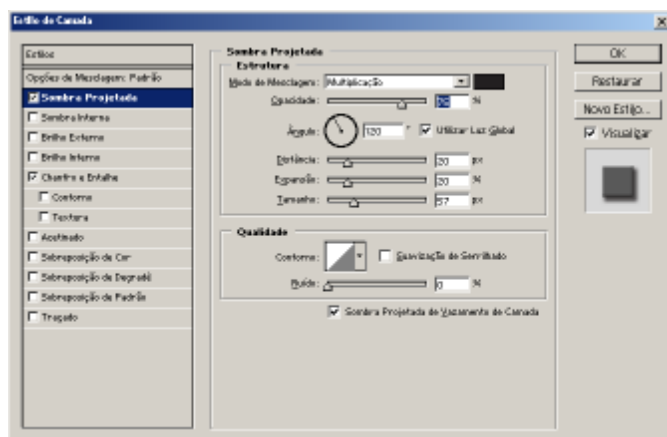 Estilo de Camada
Estilos
Opções de Mesclagem: Padrão
Sombra Projetada
Sombra Interna
Brilho Externo
Brilho Interno
Chanfro e Entalhe
Contorno
Textura
Acetinado
Sobreposição de Cor
Sobreposição de Degradê
Sobreposição de Padrão
Traçado
Sombra Projetada
Estrutura
Modo de Mesclagem: Multiplicação
Opacidade: %
Ângulo: 120 ° Utilizar Luz Global
Distância: 20 px
Expansão: 20 %
Tamanho: 57 px
Qualidade
Contorno: Suavização de Serrilhado
Ruído: 0 %
Sombra Projetada de Vazamento de Camada
OK
Restaurar
Novo Estilo...
Visualizar